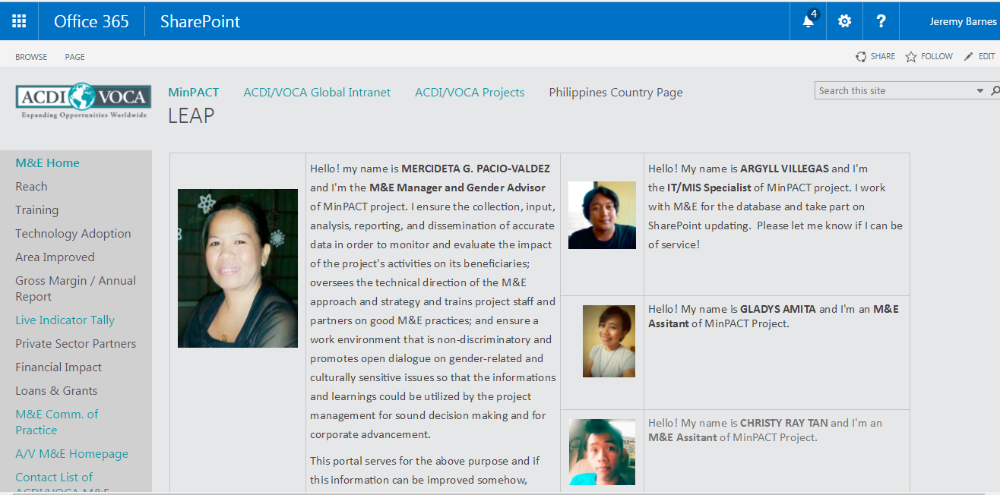 Office 365
SharePoint
4
?
Jeremy Barnes
BROWSE
PAGE
SHARE
FOLLOW
EDIT
ACDI VOCA
Expanding Opportunities Worldwide
MinPACT
ACDI/VOCA Global Intranet
ACDI/VOCA Projects
Philippines Country Page
Search this site
LEAP
M&E Home
Reach
Training
Technology Adoption
Area Improved
Gross Margin / Annual
Report
Live Indicator Tally
Private Sector Partners
Financial Impact
Loans & Grants
M&E Comm. of
Practice
A/V M&E Homepage
Contact List of
ACDI/VOCA M&E
Hello! my name is MERCIDETA G. PACIO-VALDEZ
and I'm the M&E Manager and Gender Advisor
of MinPACT project. I ensure the collection, input,
analysis, reporting, and dissemination of accurate
data in order to monitor and evaluate the impact
of the project's activities on its beneficiaries;
oversees the technical direction of the M&E
approach and strategy and trains project staff and
partners on good M&E practices; and ensure a
work environment that is non-discriminatory and
promotes open dialogue on gender-related and
culturally sensitive issues so that the informations
and learnings could be utilized by the project
management for sound decision making and for
corporate advancement.
This portal serves for the above purpose and if
this information can be improved somehow,
Hello! My name is ARGYLL VILLEGAS and I'm
the IT/MIS Specialist of MinPACT project. I work
with M&E for the database and take part on
SharePoint updating.  Please let me know if I can be
of service!
Hello! My name is GLADYS AMITA and I'm an M&E
Assitant of MinPACT Project.
Hello! My name is CHRISTY RAY TAN and I'm an
M&E Assitant of MinPACT Project.